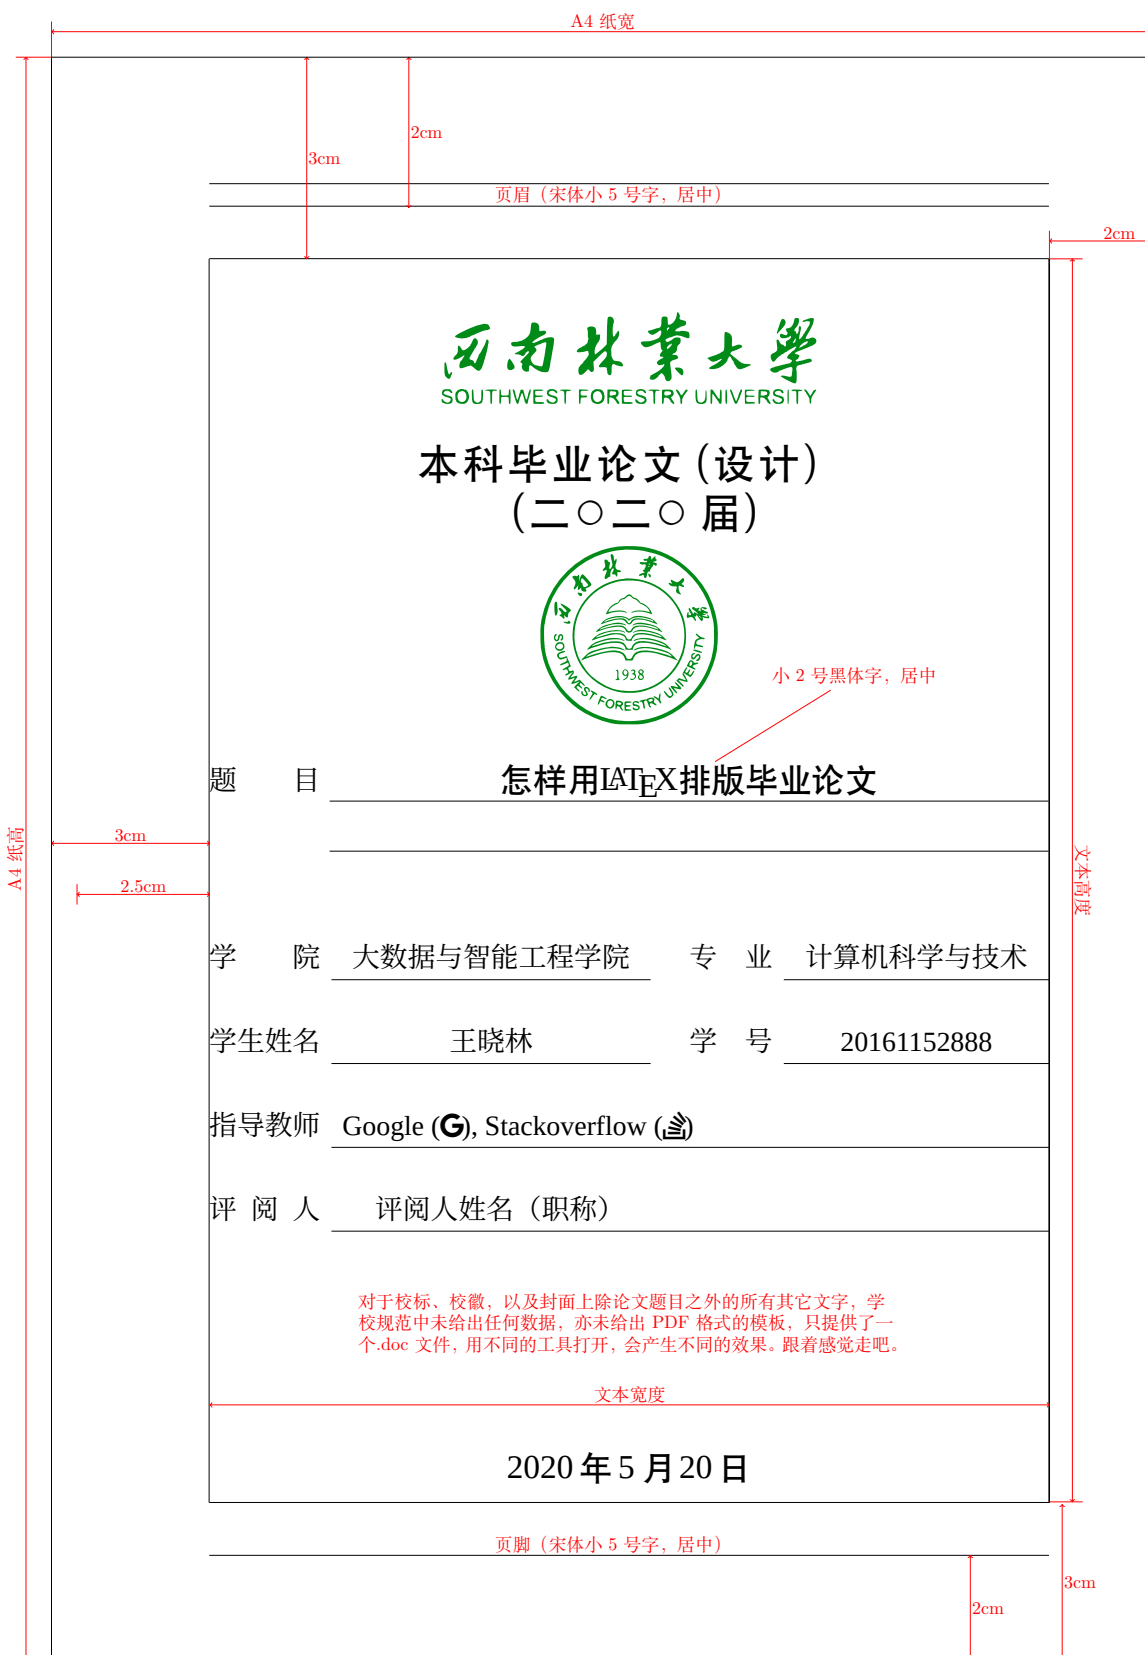 A4 纸宽
2cm
3cm
页眉（宋体小 5 号字，居中）
2cm
西南林業大學
SOUTHWEST FORESTRY UNIVERSITY
本科毕业论文（设计）
（二〇二〇 届）
西南林业大学
SOUTHWEST FORESTRY UNIVERSITY
1938
小 2 号黑体字，居中
题 目 怎样用LATEX排版毕业论文
3cm
A4 纸高
文本高度
2.5cm
学 院 大数据与智能工程学院 专 业 计算机科学与技术
学生姓名 王晓林 学 号 20161152888
指导教师 Google (G), Stackoverflow ()
评 阅 人 评阅人姓名（职称）
对于校标、校徽，以及封面上除论文题目之外的所有其它文字，学
校规范中未给出任何数据，亦未给出 PDF 格式的模板，只提供了一
个.doc 文件，用不同的工具打开，会产生不同的效果。跟着感觉走吧。
文本宽度
2020 年 5 月 20 日
页脚（宋体小 5 号字，居中）
3cm
2cm